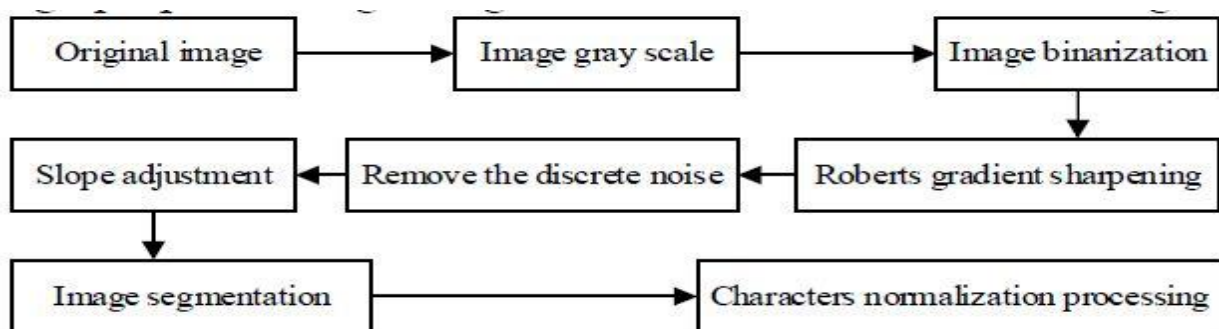 Original image
Image gray scale
Image binarization
Slope adjustment
Remove the discrete noise
Roberts gradient sharpening
Image segmentation
Characters normalization processing